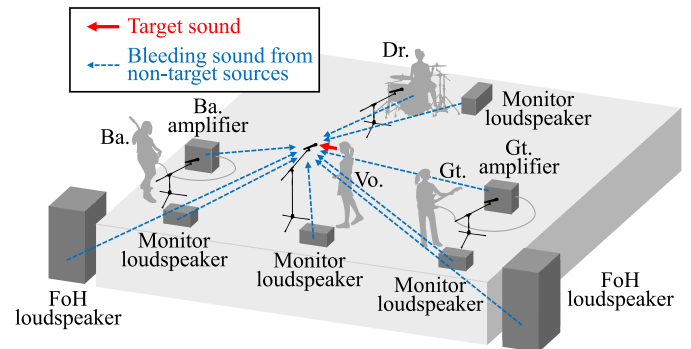 Target sound
Bleeding sound from
non-target sources
Dr.
Monitor
loudspeaker
Ba.
Ba.
amplifier
Vo.
Gt.
Gt.
amplifier
Monitor
loudspeaker
Monitor
loudspeaker
Monitor
loudspeaker
FoH
loudspeaker
FoH
loudspeaker